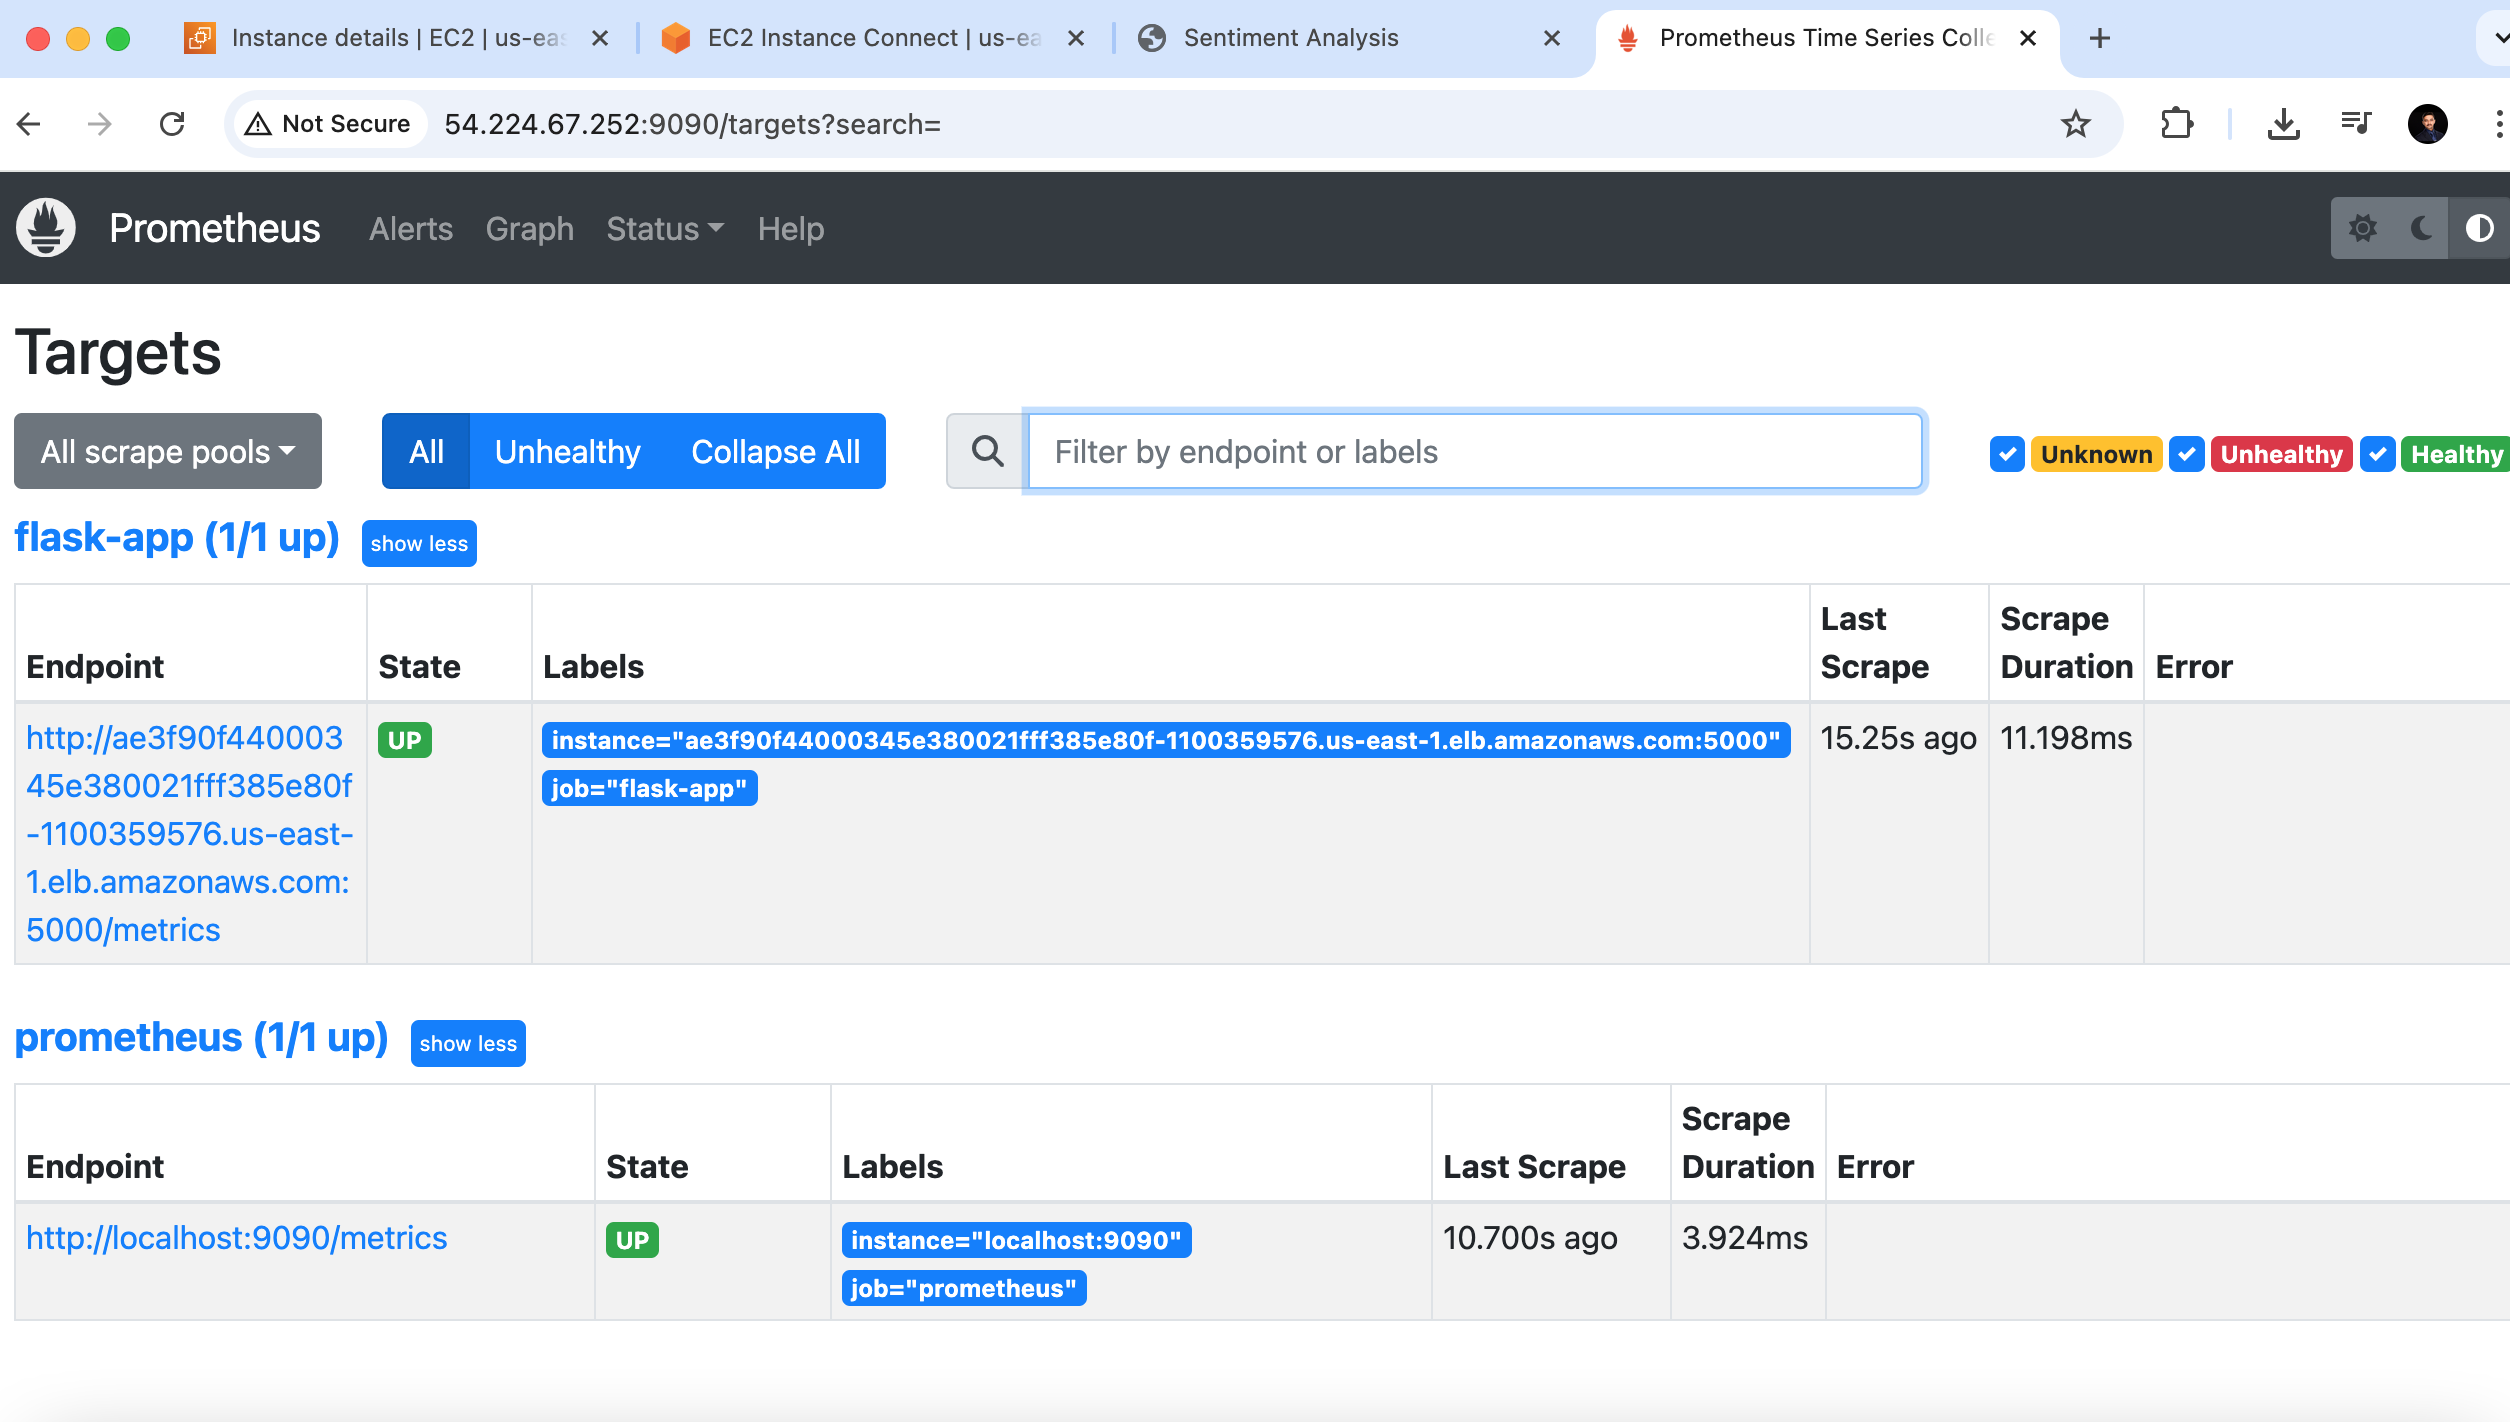 Instance details | EC2 | us-eas
EC2 Instance Connect | us-ea
Sentiment Analysis
Prometheus Time Series Colle
Not Secure
54.224.67.252:9090/targets?search=
Prometheus
Alerts
Graph
Status
Help
Targets
All scrape pools
All
Unhealthy
Collapse All
Filter by endpoint or labels
Unknown
Unhealthy
Healthy
flask-app (1/1 up)
show less
Endpoint
State
Labels
Last
Scrape
Scrape
Duration
Error
http://ae3f90f440003
45e380021fff385e80f
-1100359576.us-east-
1.elb.amazonaws.com:
5000/metrics
UP
instance="ae3f90f44000345e380021fff385e80f-1100359576.us-east-1.elb.amazonaws.com:5000"
job="flask-app"
15.25s ago
11.198ms
prometheus (1/1 up)
show less
Endpoint
State
Labels
Last Scrape
Scrape
Duration
Error
http://localhost:9090/metrics
UP
instance="localhost:9090"
job="prometheus"
10.700s ago
3.924ms